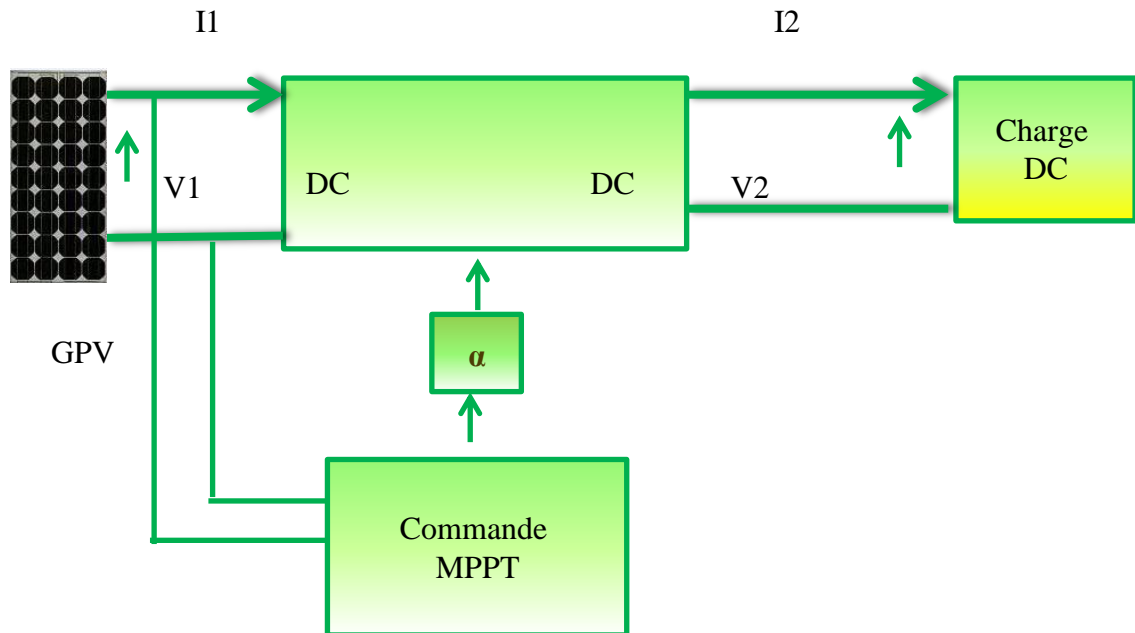 I1
I2
Charge
DC
V1
DC
DC
V2
GPV
α
Commande
MPPT